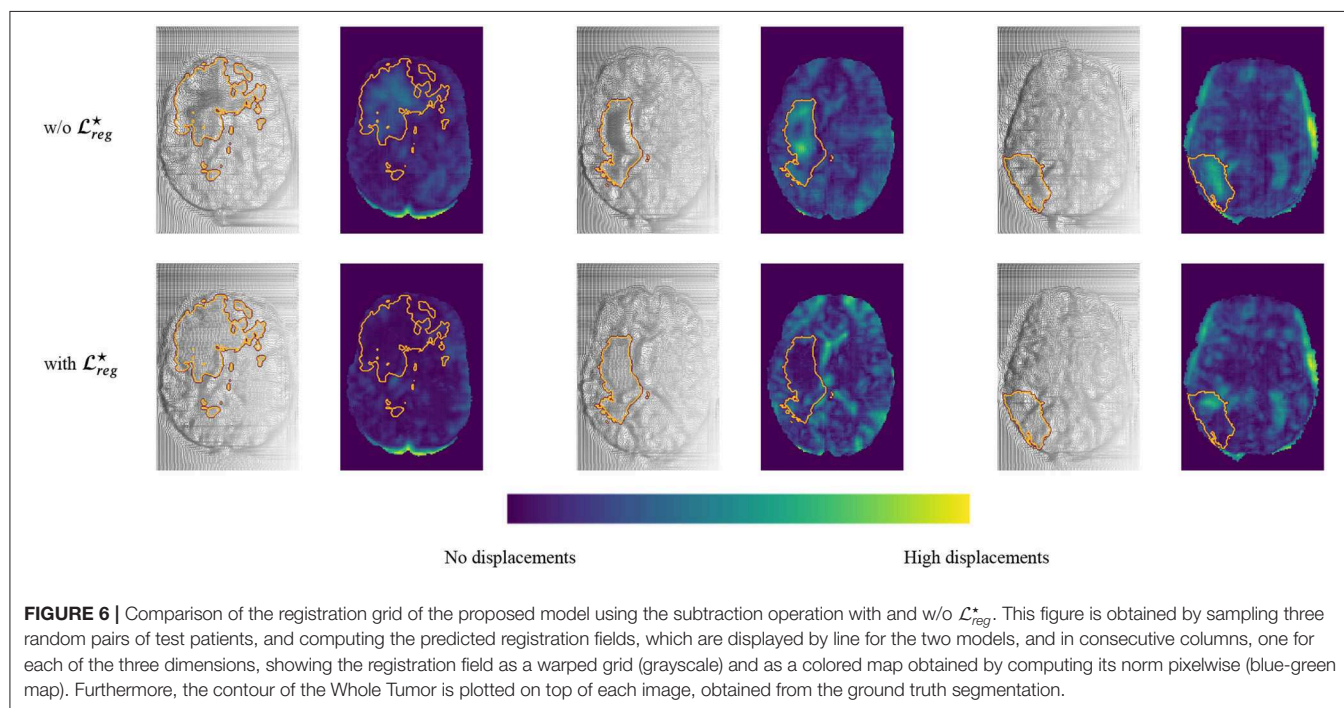 w/o ℒ*reg
with ℒ*reg
No displacements High displacements
FIGURE 6 | Comparison of the registration grid of the proposed model using the subtraction operation with and w/o ℒ*reg. This figure is obtained by sampling three
random pairs of test patients, and computing the predicted registration fields, which are displayed by line for the two models, and in consecutive columns, one for
each of the three dimensions, showing the registration field as a warped grid (grayscale) and as a colored map obtained by computing its norm pixelwise (blue-green
map). Furthermore, the contour of the Whole Tumor is plotted on top of each image, obtained from the ground truth segmentation.